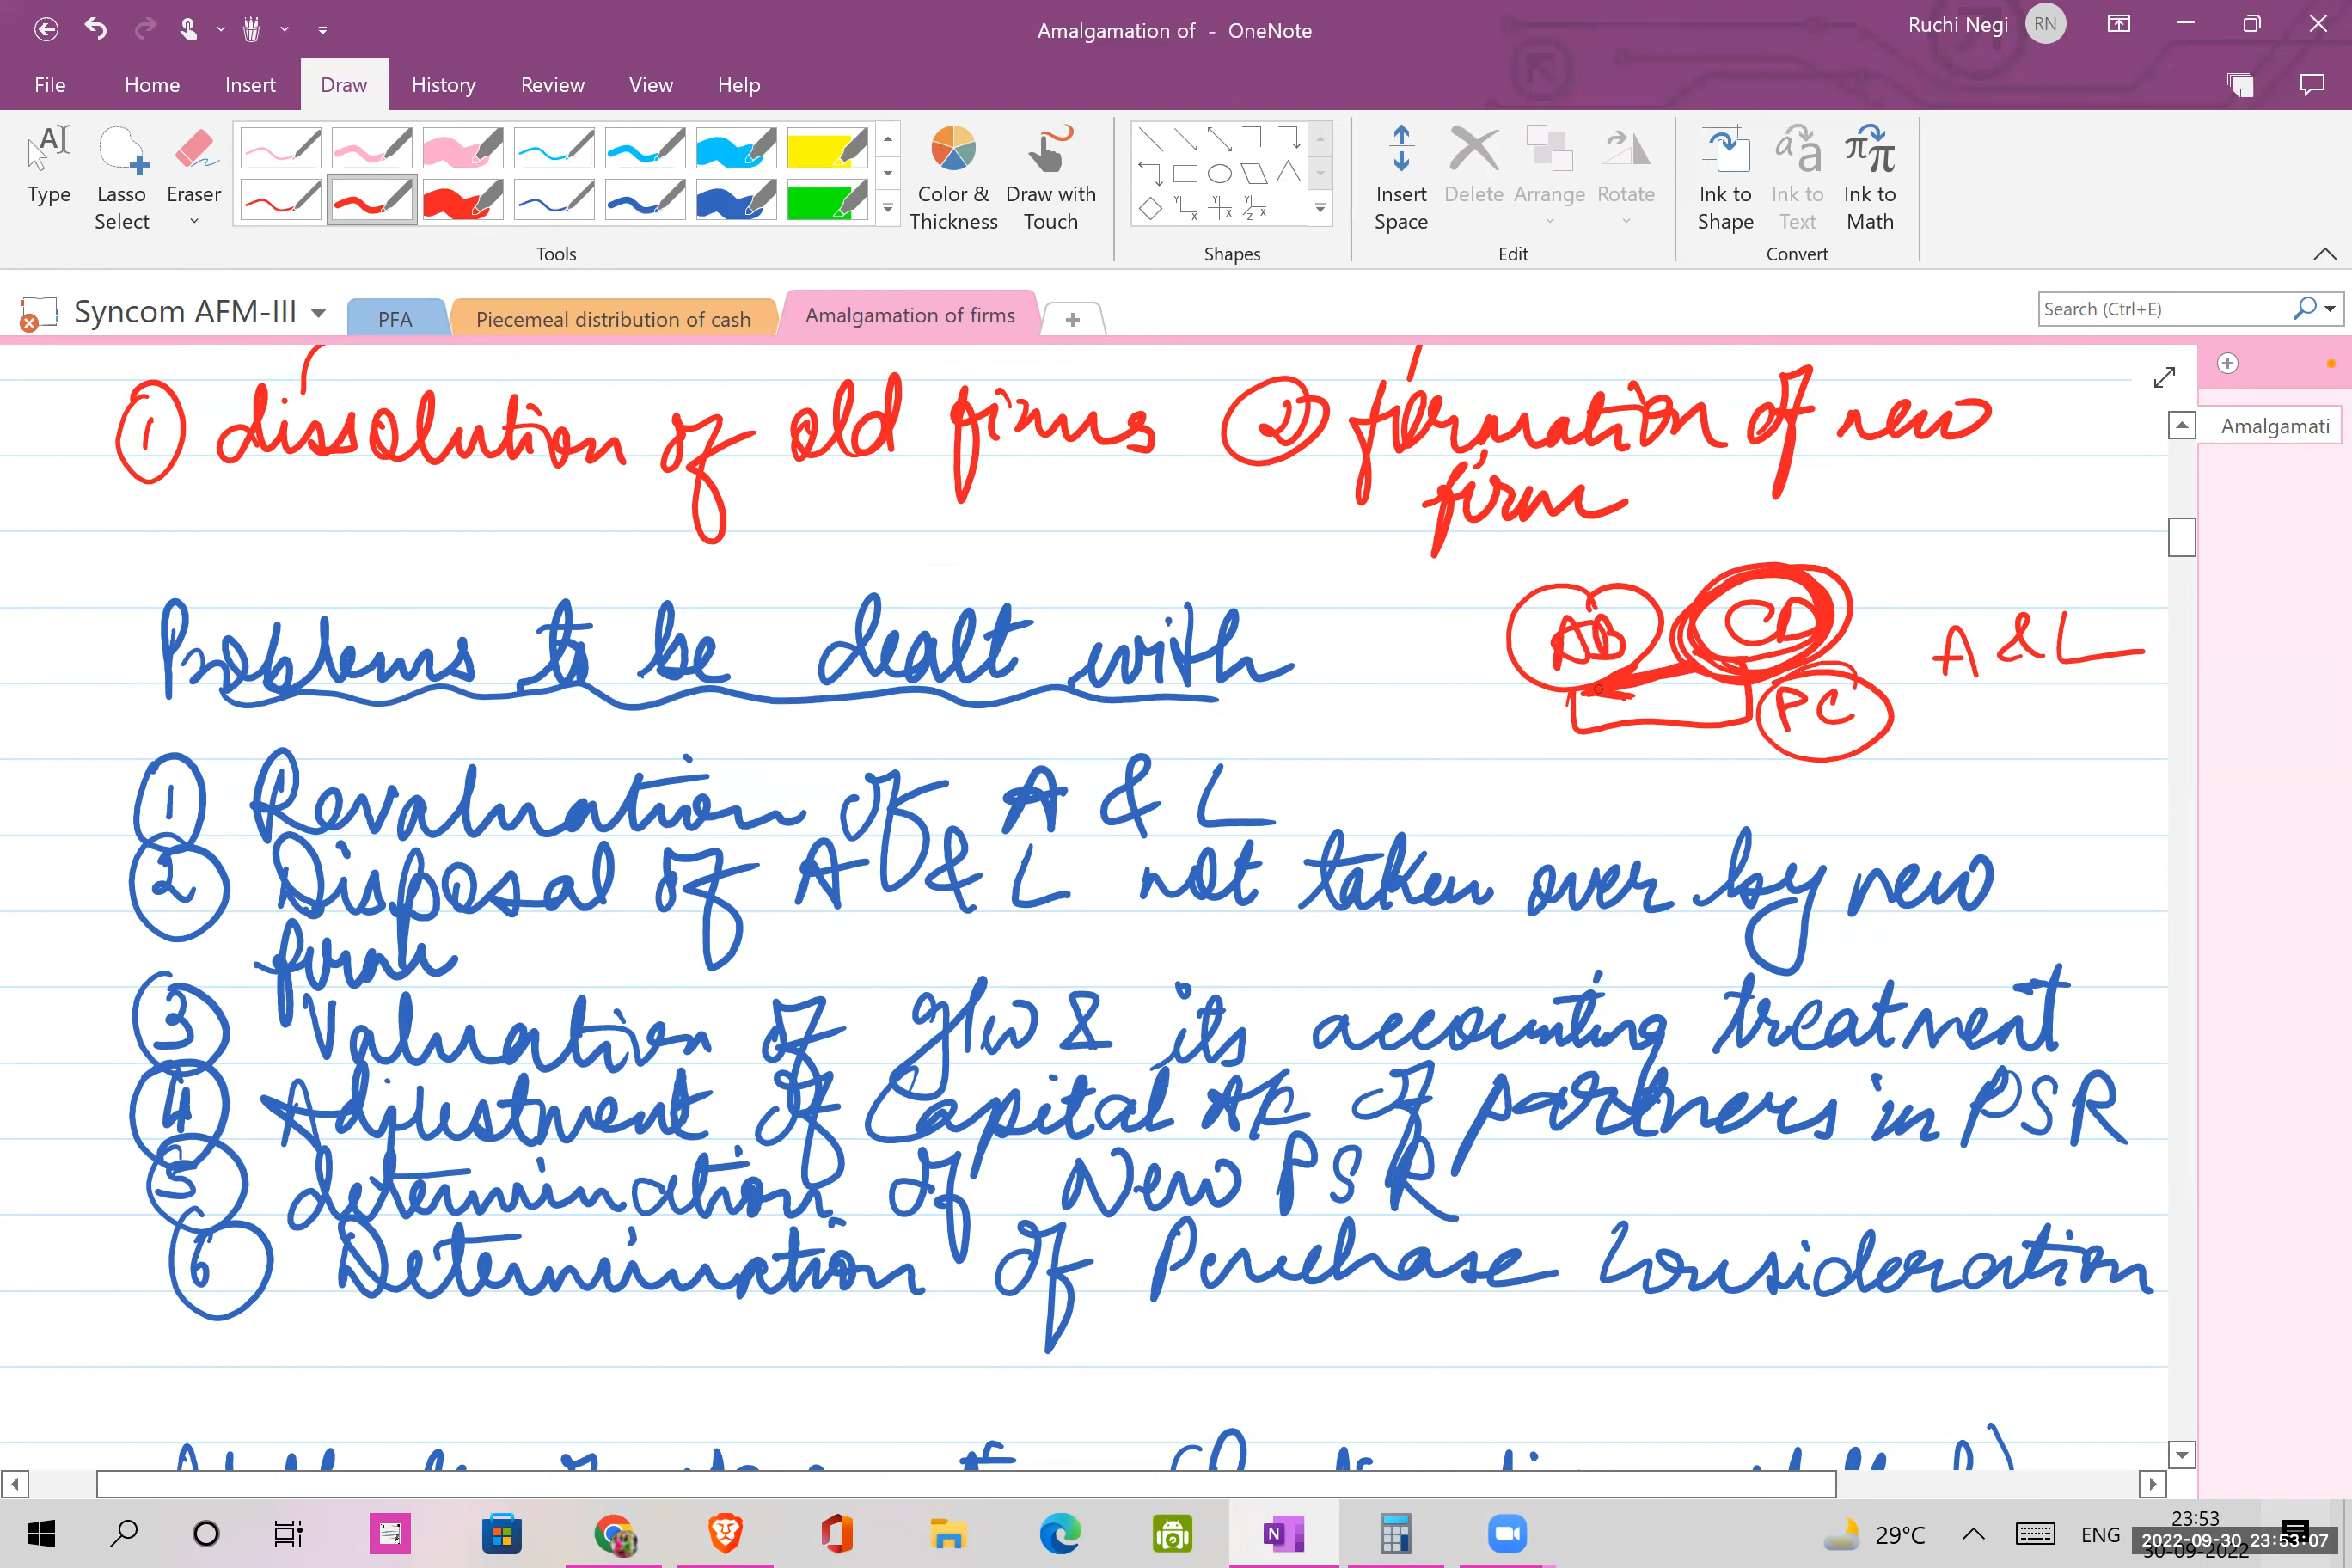 Amalgamation of - OneNote
Ruchi Negi RN
File Home Insert Draw History Review View Help
Type
Lasso Select
Eraser
Color & Thickness
Draw with Touch
Insert Space
Delete
Arrange
Rotate
Ink to Shape
Ink to Text
Ink to Math
Tools Shapes Edit Convert
Syncom AFM-III PFA Piecemeal distribution of cash Amalgamation of firms +
Search (Ctrl+E)
Amalgamati
① dissolution of old firms ② formation of new
firm
Problems to be dealt with
AB CD A & L
PC
① Revaluation of A & L
② Disposal of A & L not taken over by new
firm
③ Valuation of g/w & its accounting treatment
④ Adjustment of Capital A/c of partners in PSR
⑤ determination of New PSR
⑥ Determination of Purchase Consideration
29°C ENG
23:53
30-09-2022
2022-09-30 23:53:07